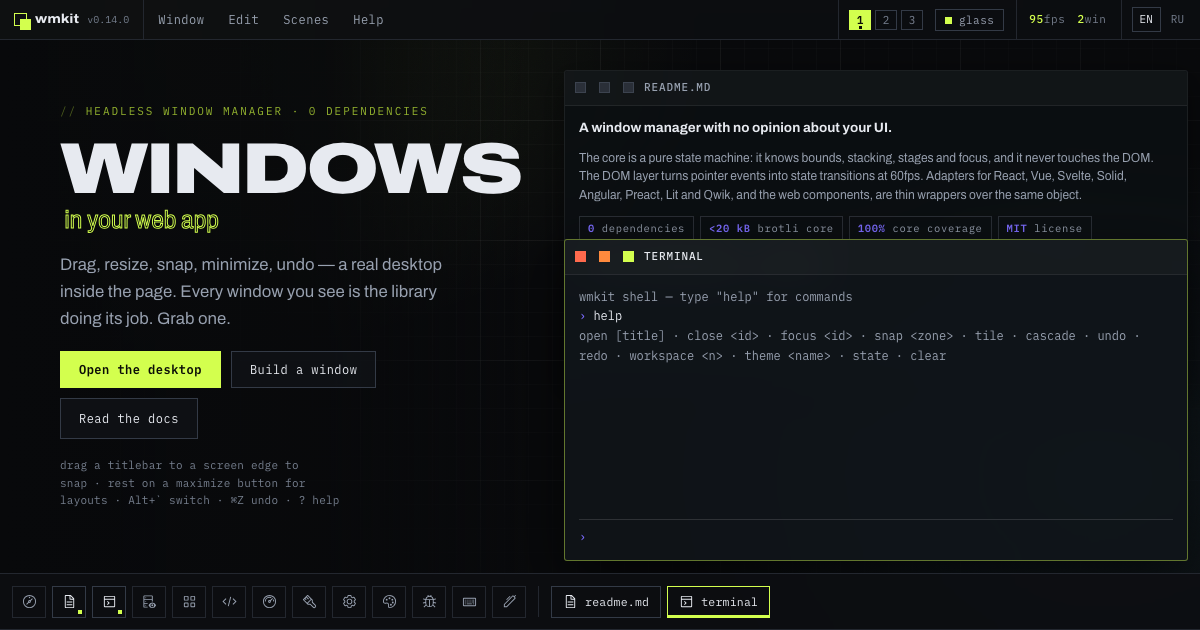 wmkit v0.14.0 Window Edit Scenes Help 1 2 3 glass 95fps 2win EN RU
// HEADLESS WINDOW MANAGER · 0 DEPENDENCIES
WINDOWS
in your web app
Drag, resize, snap, minimize, undo — a real desktop
inside the page. Every window you see is the library
doing its job. Grab one.
Open the desktop Build a window
Read the docs
drag a titlebar to a screen edge to
snap · rest on a maximize button for
layouts · Alt+` switch · ⌘Z undo · ? help
README.MD
A window manager with no opinion about your UI.
The core is a pure state machine: it knows bounds, stacking, stages and focus, and it never touches the DOM.
The DOM layer turns pointer events into state transitions at 60fps. Adapters for React, Vue, Svelte, Solid,
Angular, Preact, Lit and Qwik, and the web components, are thin wrappers over the same object.
0 dependencies <20 kB brotli core 100% core coverage MIT license
TERMINAL
wmkit shell — type "help" for commands
› help
open [title] · close <id> · focus <id> · snap <zone> · tile · cascade · undo ·
redo · workspace <n> · theme <name> · state · clear
›
readme.md terminal